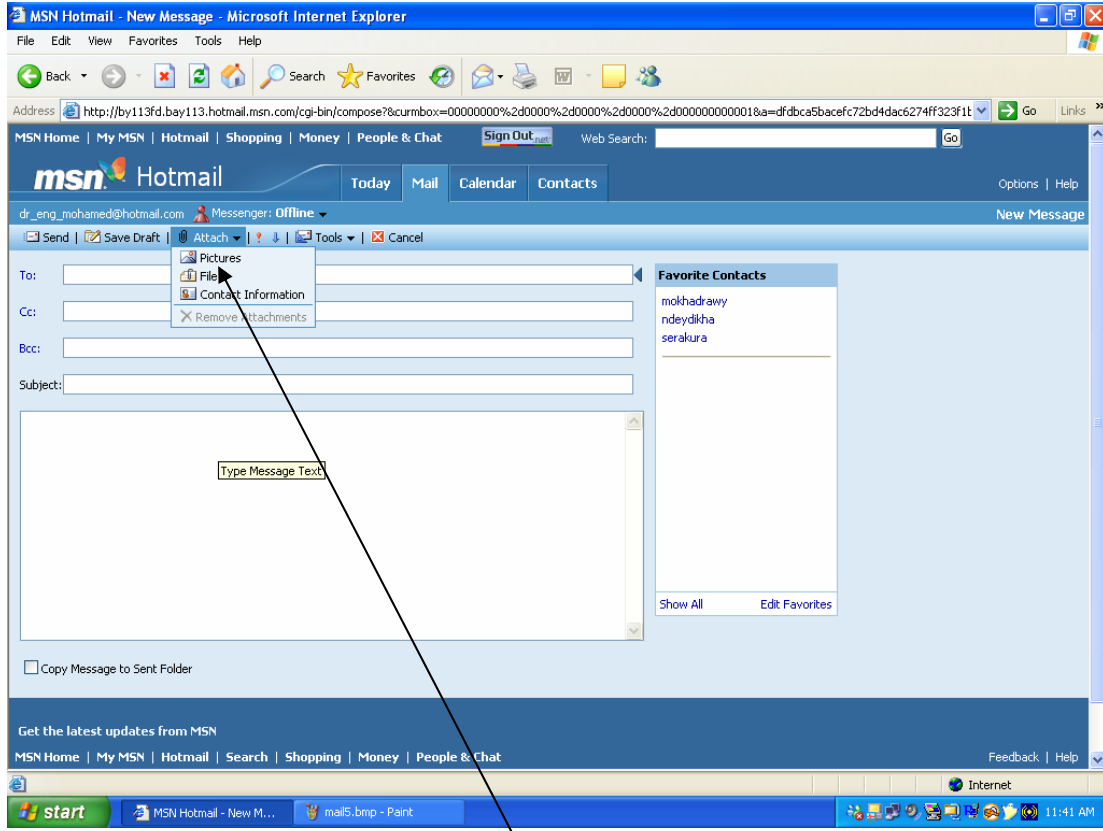 MSN Hotmail - New Message - Microsoft Internet Explorer
File Edit View Favorites Tools Help
Back Search Favorites
Address http://by113fd.bay113.hotmail.msn.com/cgi-bin/compose?&curmbox=00000000%2d0000%2d0000%2d0000%2d000000000001&a=dfdbca5bacefc72bd4dac6274ff323f1b Go Links »
MSN Home | My MSN | Hotmail | Shopping | Money | People & Chat Sign Out .net Web Search: Go
msn Hotmail Today Mail Calendar Contacts Options | Help
dr_eng_mohamed@hotmail.com Messenger: Offline New Message
Send | Save Draft | Attach | ! | Tools | Cancel
Pictures
File
Contact Information
Remove Attachments
To:
Cc:
Bcc:
Subject:
Favorite Contacts
mokhadrawy
ndeydikha
serakura
Type Message Text
Show All Edit Favorites
Copy Message to Sent Folder
Get the latest updates from MSN
MSN Home | My MSN | Hotmail | Search | Shopping | Money | People & Chat Feedback | Help
Internet
start MSN Hotmail - New M... mail5.bmp - Paint 11:41 AM